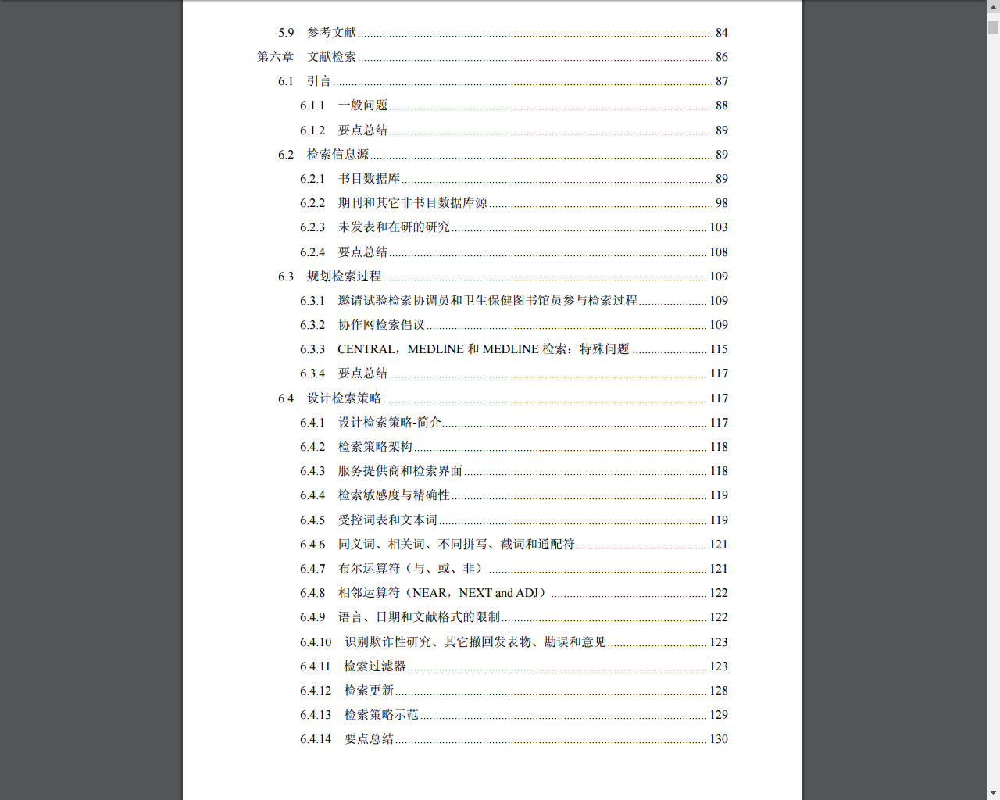 5.9 参考文献 84
第六章 文献检索 86
6.1 引言 87
6.1.1 一般问题 88
6.1.2 要点总结 89
6.2 检索信息源 89
6.2.1 书目数据库 89
6.2.2 期刊和其它非书目数据库源 98
6.2.3 未发表和在研的研究 103
6.2.4 要点总结 108
6.3 规划检索过程 109
6.3.1 邀请试验检索协调员和卫生保健图书馆员参与检索过程 109
6.3.2 协作网检索倡议 109
6.3.3 CENTRAL，MEDLINE 和 MEDLINE 检索：特殊问题 115
6.3.4 要点总结 117
6.4 设计检索策略 117
6.4.1 设计检索策略-简介 117
6.4.2 检索策略架构 118
6.4.3 服务提供商和检索界面 118
6.4.4 检索敏感度与精确性 119
6.4.5 受控词表和文本词 119
6.4.6 同义词、相关词、不同拼写、截词和通配符 121
6.4.7 布尔运算符（与、或、非） 121
6.4.8 相邻运算符（NEAR，NEXT and ADJ） 122
6.4.9 语言、日期和文献格式的限制 122
6.4.10 识别欺诈性研究、其它撤回发表物、勘误和意见 123
6.4.11 检索过滤器 123
6.4.12 检索更新 128
6.4.13 检索策略示范 129
6.4.14 要点总结 130